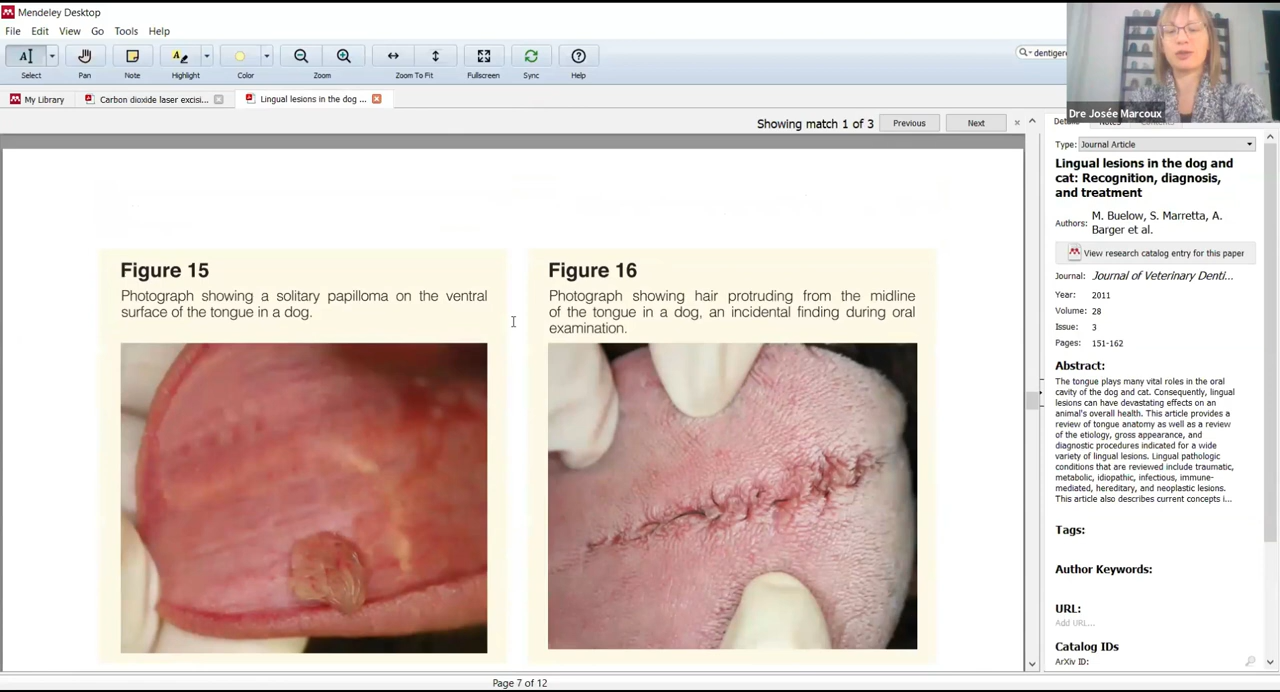 Mendeley Desktop
File Edit View Go Tools Help
Select Pan Note Highlight Color Zoom Zoom To Fit Fullscreen Sync Help
My Library Carbon dioxide laser excisi... Lingual lesions in the dog ...
Dre Josée Marcoux
Showing match 1 of 3 Previous Next
Figure 15
Photograph showing a solitary papilloma on the ventral
surface of the tongue in a dog.
Figure 16
Photograph showing hair protruding from the midline
of the tongue in a dog, an incidental finding during oral
examination.
Type: Journal Article
Lingual lesions in the dog and
cat: Recognition, diagnosis,
and treatment
Authors: M. Buelow, S. Marretta, A.
Barger et al.
View research catalog entry for this paper
Journal: Journal of Veterinary Denti...
Year: 2011
Volume: 28
Issue: 3
Pages: 151-162
Abstract:
The tongue plays many vital roles in the oral
cavity of the dog and cat. Consequently, lingual
lesions can have devastating effects on an
animal's overall health. This article provides a
review of tongue anatomy as well as a review
of the etiology, gross appearance, and
diagnostic procedures indicated for a wide
variety of lingual lesions. Lingual pathologic
conditions that are reviewed include traumatic,
metabolic, idiopathic, infectious, immune-
mediated, hereditary, and neoplastic lesions.
This article also describes current concepts i...
Tags:
Author Keywords:
URL:
Add URL...
Catalog IDs
ArXiv ID:
Page 7 of 12